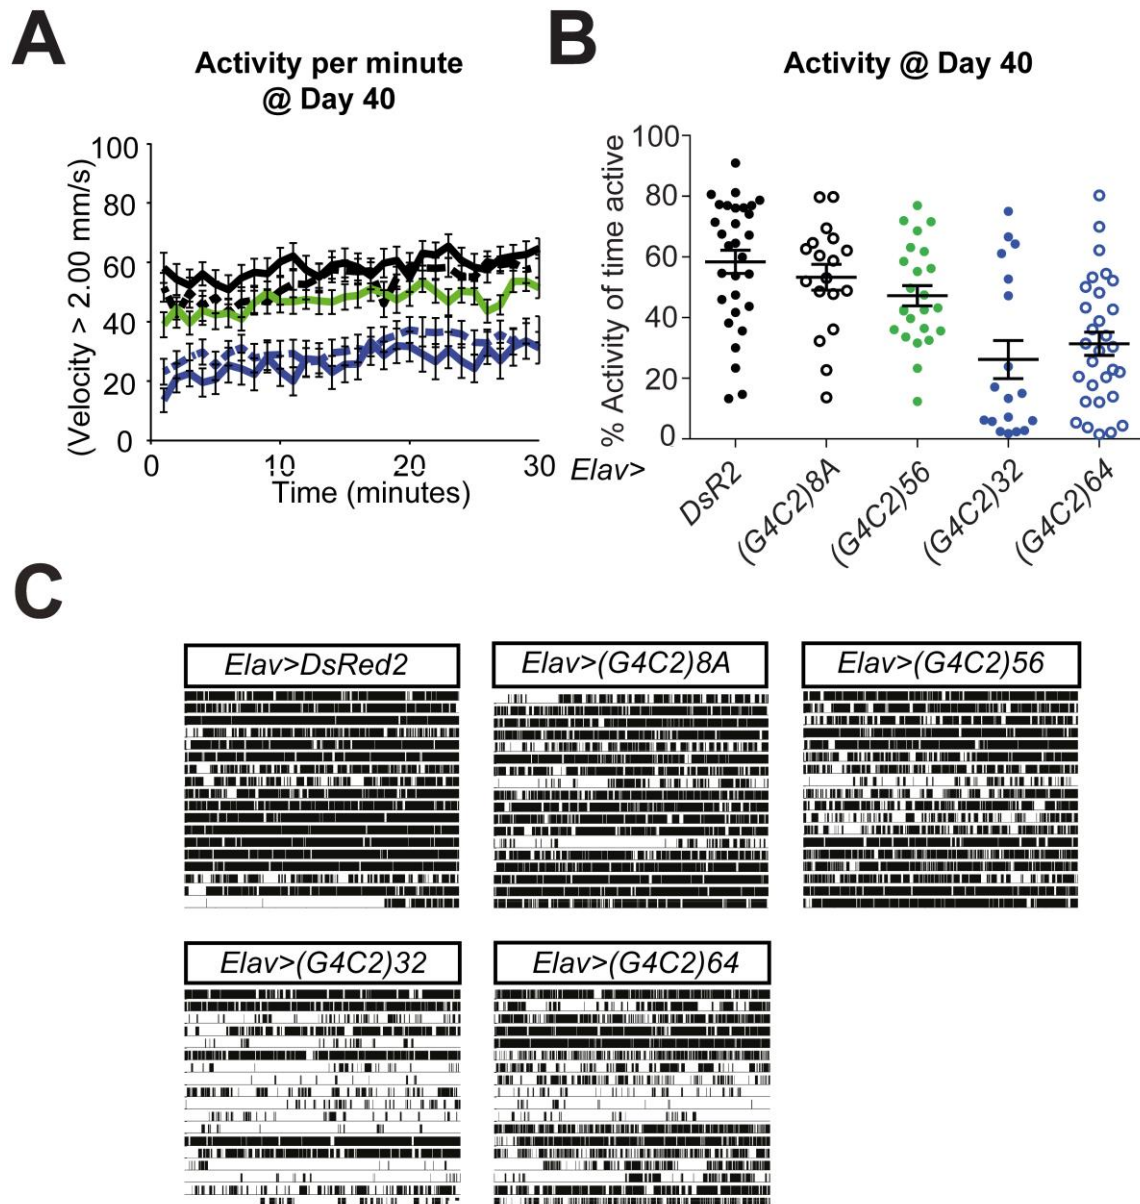 A
Activity per minute
@ Day 40
(Velocity > 2.00 mm/s)
100
80
60
40
20
0
0
10
20
30
Time (minutes)
B
Activity @ Day 40
% Activity of time active
100
80
60
40
20
0
Elav>
DsR2
(G4C2)8A
(G4C2)56
(G4C2)32
(G4C2)64
C
Elav>DsRed2
Elav>(G4C2)8A
Elav>(G4C2)56
Elav>(G4C2)32
Elav>(G4C2)64